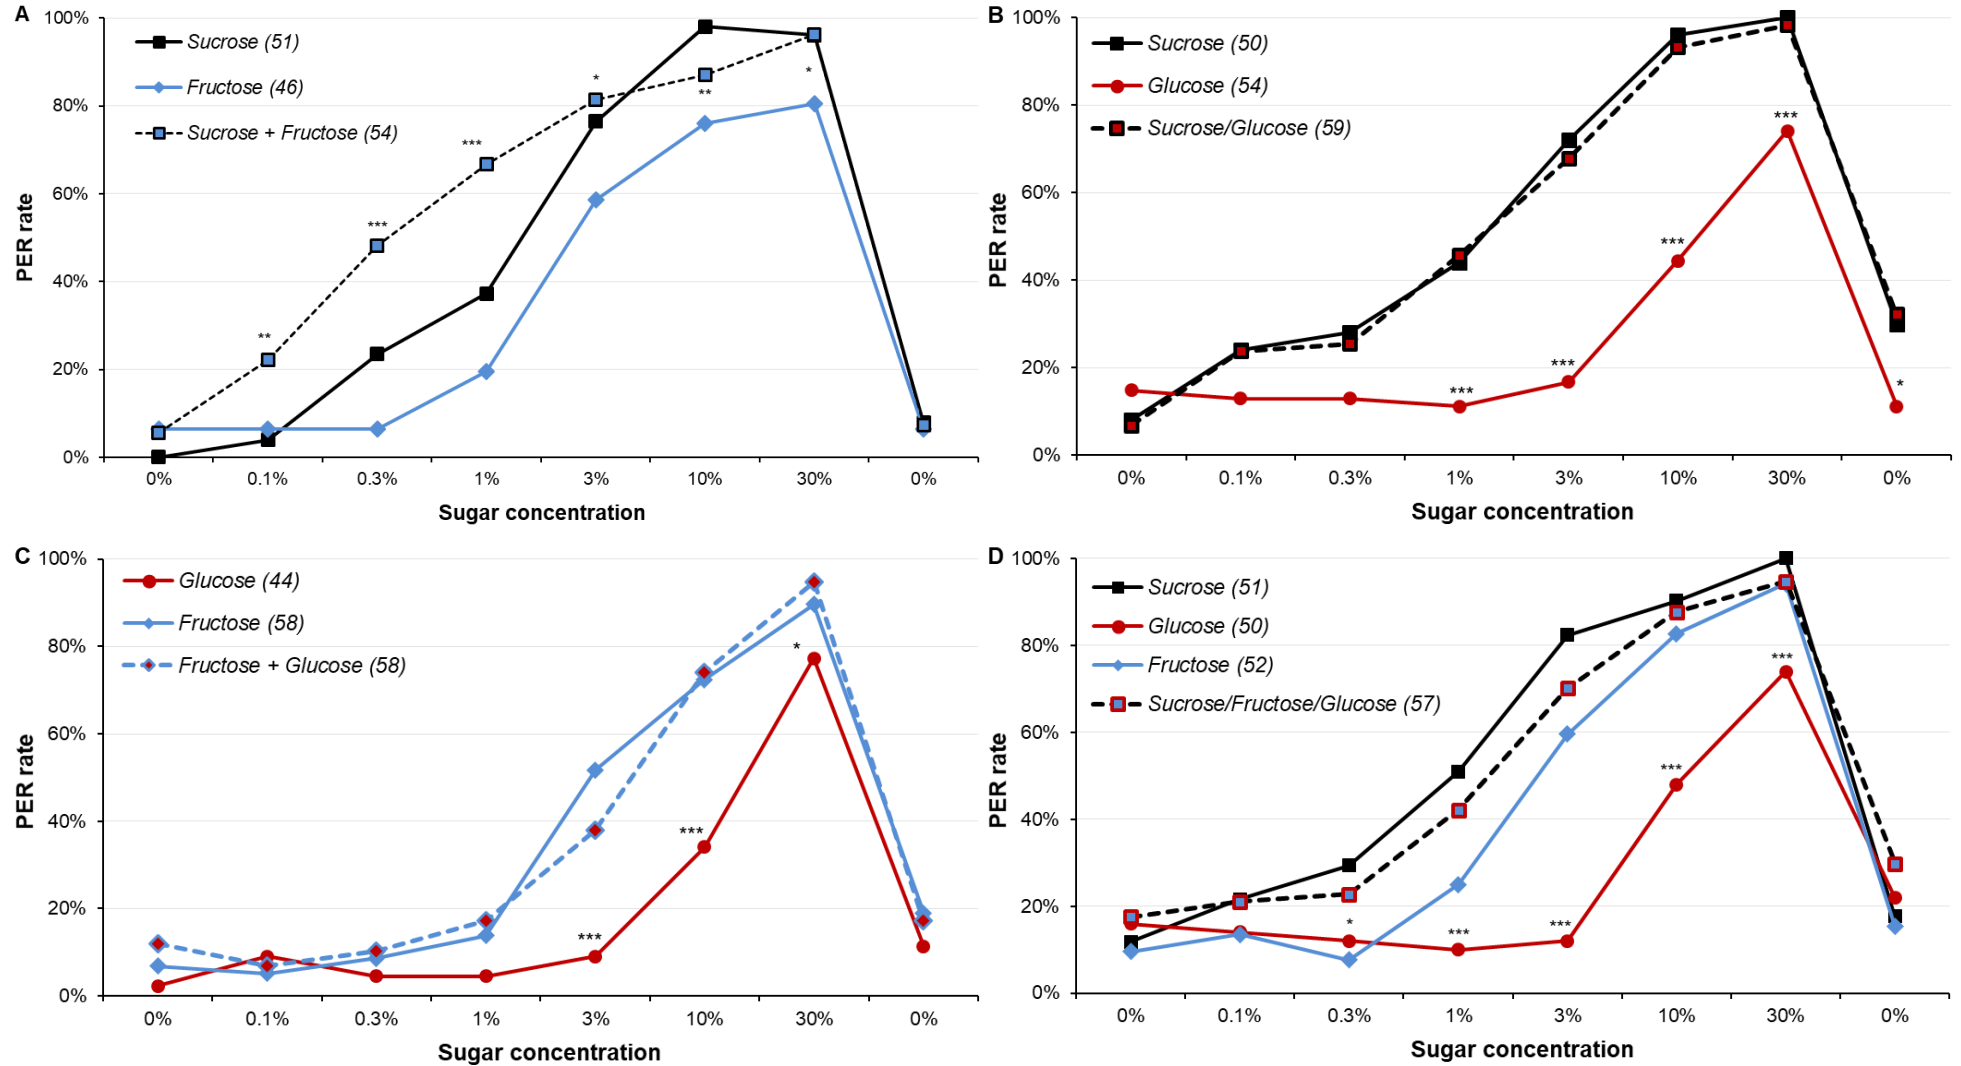 A
100%
80%
60%
40%
20%
0%
PER rate
Sucrose (51)
Fructose (46)
Sucrose + Fructose (54)
**
***
***
*
**
*
0% 0.1% 0.3% 1% 3% 10% 30% 0%
Sugar concentration
B
100%
80%
60%
40%
20%
0%
PER rate
Sucrose (50)
Glucose (54)
Sucrose/Glucose (59)
***
***
***
***
*
0% 0.1% 0.3% 1% 3% 10% 30% 0%
Sugar concentration
C
100%
80%
60%
40%
20%
0%
PER rate
Glucose (44)
Fructose (58)
Fructose + Glucose (58)
***
***
*
0% 0.1% 0.3% 1% 3% 10% 30% 0%
Sugar concentration
D
100%
80%
60%
40%
20%
0%
PER rate
Sucrose (51)
Glucose (50)
Fructose (52)
Sucrose/Fructose/Glucose (57)
*
***
***
***
***
0% 0.1% 0.3% 1% 3% 10% 30% 0%
Sugar concentration